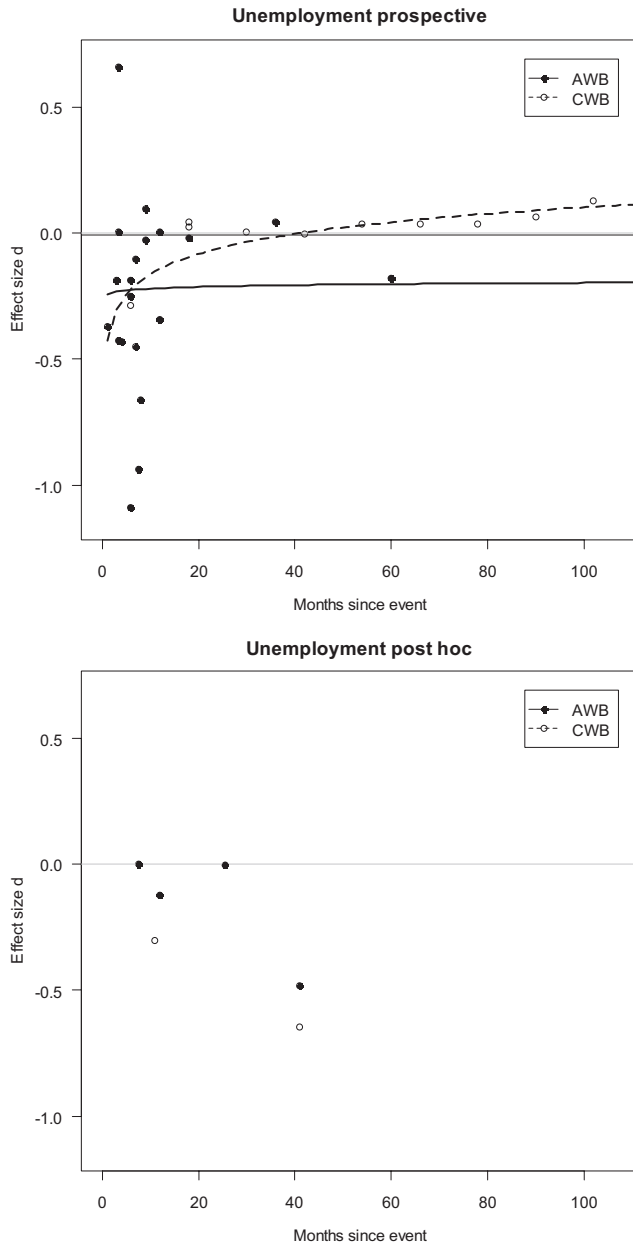 Unemployment prospective
AWB
CWB
0.5
0.0
-0.5
-1.0
Effect size d
0 20 40 60 80 100
Months since event
Unemployment post hoc
AWB
CWB
0.5
0.0
-0.5
-1.0
Effect size d
0 20 40 60 80 100
Months since event